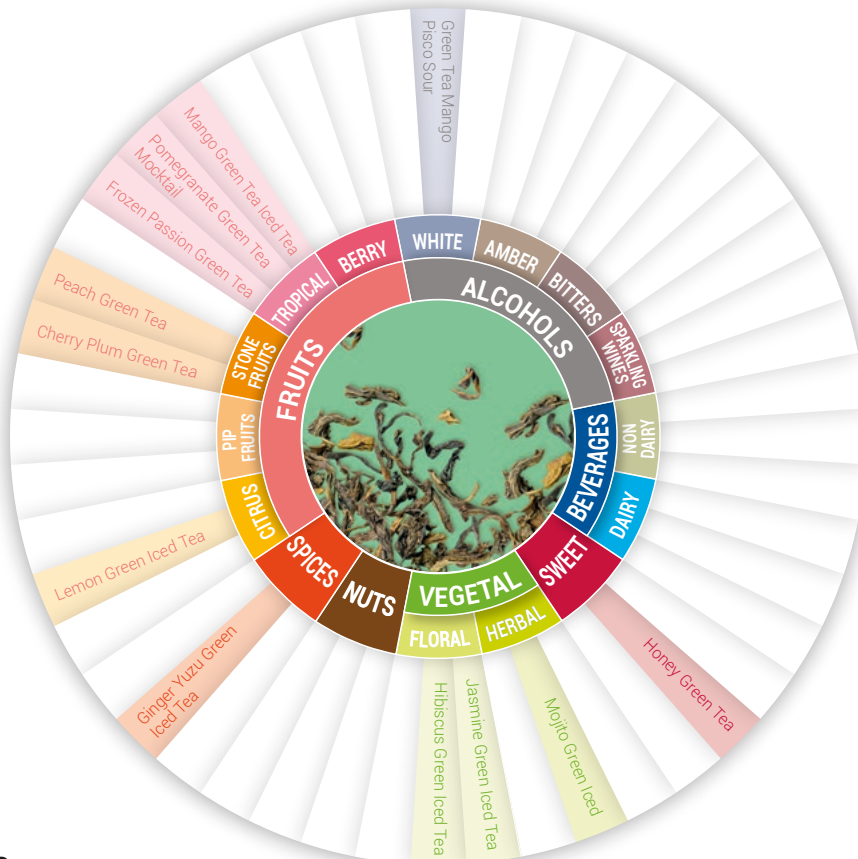 Green Tea Mango
Pisco Sour
Mango Green Tea Iced Tea
Pomegranate Green Tea
Mocktail
Frozen Passion Green Tea
Peach Green Tea
Cherry Plum Green Tea
Lemon Green Iced Tea
Ginger Yuzu Green
Iced Tea
Hibiscus Green Iced Tea
Jasmine Green Iced Tea
Mojito Green Iced
Honey Green Tea
WHITE
AMBER
BITTERS
SPARKLING
WINES
NON
DAIRY
DAIRY
SWEET
HERBAL
FLORAL
NUTS
SPICES
CITRUS
PIP
FRUITS
STONE
FRUITS
TROPICAL
BERRY
ALCOHOLS
BEVERAGES
VEGETAL
FRUITS